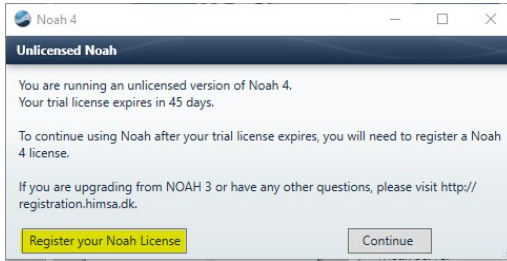 Noah 4
Unlicensed Noah
You are running an unlicensed version of Noah 4.
Your trial license expires in 45 days.
To continue using Noah after your trial license expires, you will need to register a Noah
4 license.
If you are upgrading from NOAH 3 or have any other questions, please visit http://
registration.himsa.dk.
Register your Noah License
Continue